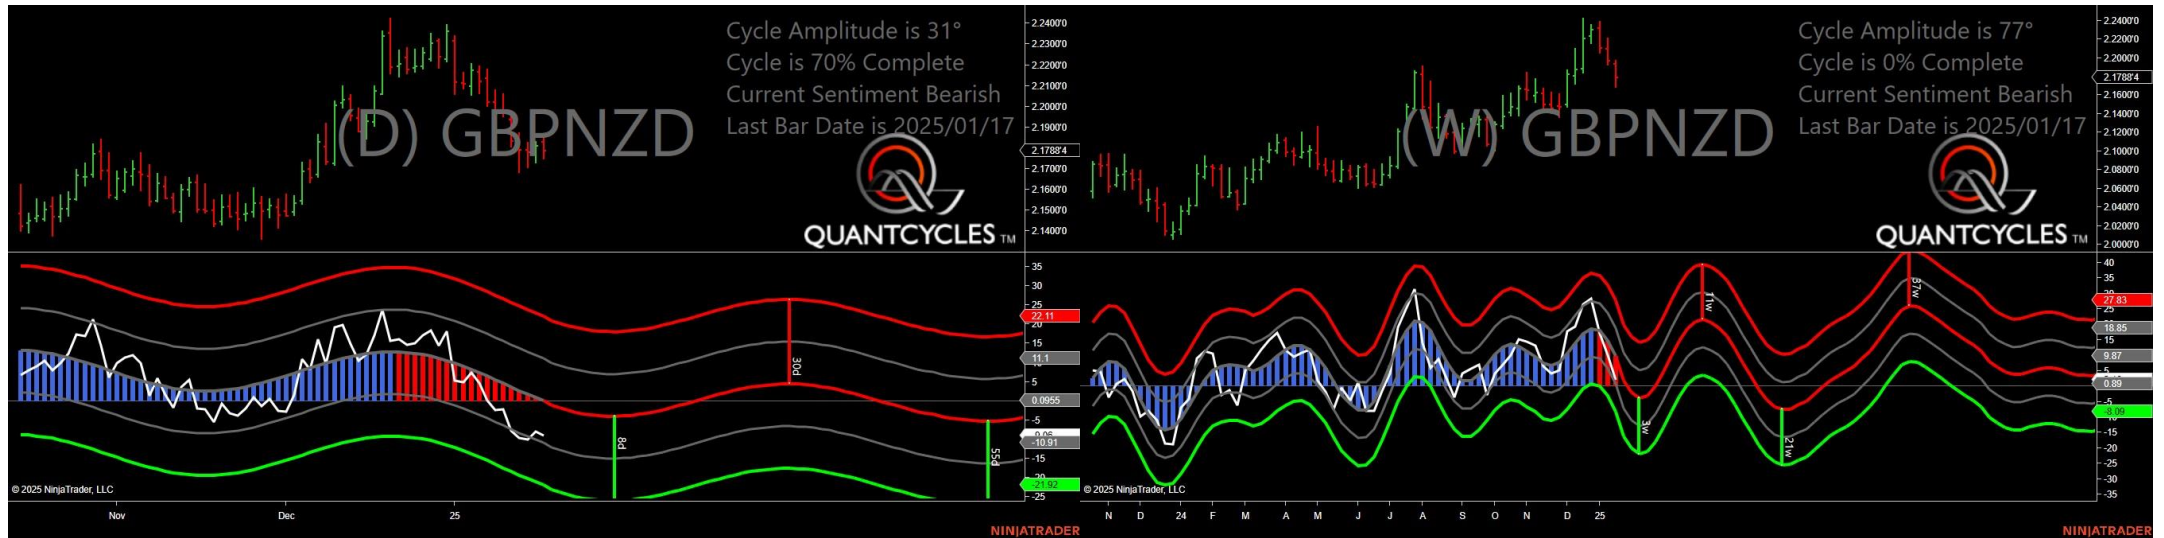 Cycle Amplitude is 31°
Cycle is 70% Complete
Current Sentiment Bearish
Last Bar Date is 2025/01/17
(D) GBPNZD
QUANTCYCLES TM
2.2400'0
2.2300'0
2.2200'0
2.2100'0
2.2000'0
2.1900'0
2.1788'4
2.1700'0
2.1600'0
2.1500'0
2.1400'0
35
30
25
22.11
20
15
11.1
5
0.0955
-5
-10.91
-15
-21.92
-25
30d
8d
55d
© 2025 NinjaTrader, LLC
Nov
Dec
25
NINJATRADER
Cycle Amplitude is 77°
Cycle is 0% Complete
Current Sentiment Bearish
Last Bar Date is 2025/01/17
(W) GBPNZD
QUANTCYCLES TM
2.2400'0
2.2200'0
2.2000'0
2.1788'4
2.1600'0
2.1400'0
2.1200'0
2.1000'0
2.0800'0
2.0600'0
2.0400'0
2.0200'0
2.0000'0
40
35
27.83
25
18.85
15
9.87
5
0.89
-5
-8.09
-15
-20
-25
-30
-35
11w
37w
3w
21w
© 2025 NinjaTrader, LLC
N D 24 F M A M J J A S O N D 25
NINJATRADER